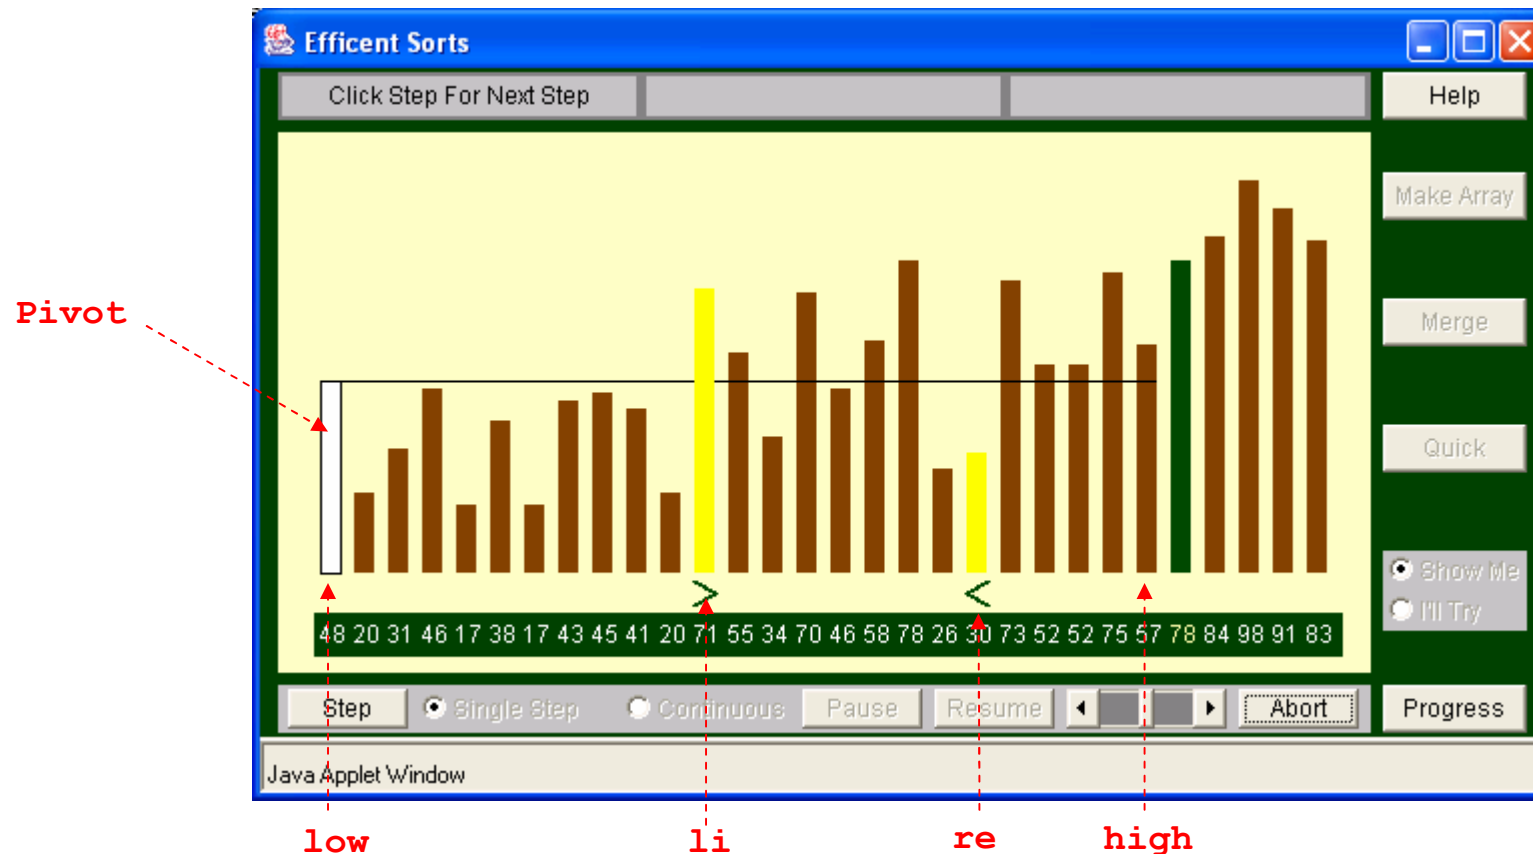 Efficent Sorts
Click Step For Next Step
Help
Make Array
Pivot
Merge
Quick
Show Me
I'll Try
> <
48 20 31 46 17 38 17 43 45 41 20 71 55 34 70 46 58 78 26 30 73 52 52 75 57 78 84 98 91 83
Step Single Step Continuous Pause Resume Abort Progress
Java Applet Window
low li re high